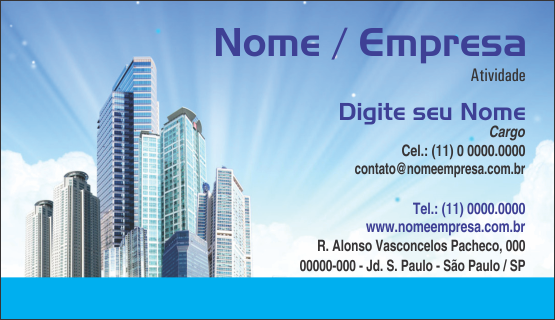 Nome / Empresa
Atividade
Digite seu Nome
Cargo
Cel.: (11) 0 0000.0000
contato@nomeempresa.com.br
Tel.: (11) 0000.0000
www.nomeempresa.com.br
R. Alonso Vasconcelos Pacheco, 000
00000-000 - Jd. S. Paulo - São Paulo / SP